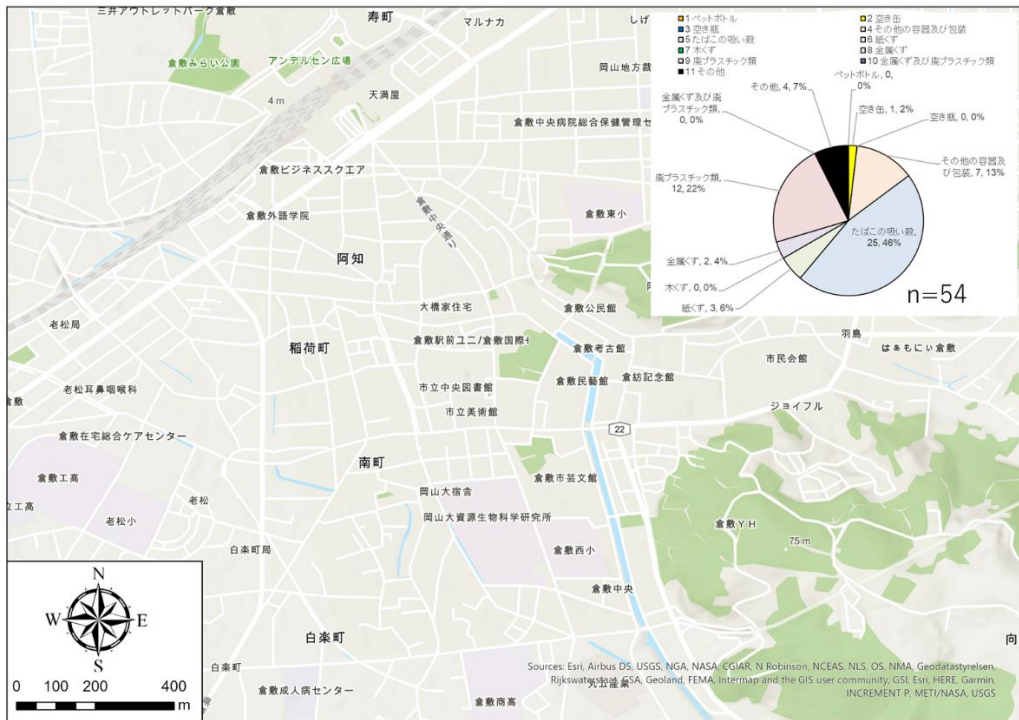 三井アウトレットパーク倉敷
寿町
マルナカ
倉敷みらい公園
アンデルセン広場
岡山地方裁
4 m
天満屋
倉敷中央病院総合保健管理セ
倉敷ビジネススクエア
倉敷外語学院
倉敷中央通り
倉敷東小
阿知
大橋家住宅
倉敷公民館
老松局
倉敷駅前ユニ/倉敷国際ホ
倉敷考古館
羽島
はぁもにぃ倉敷
稲荷町
市民会館
老松耳鼻咽喉科
市立中央図書館
倉敷民藝館
倉紡記念館
倉敷
市立美術館
ジョイフル
22
倉敷在宅総合ケアセンター
南町
倉敷工高
倉敷市芸文館
岡山大宿舎
立工高
老松
老松小
岡山大資源生物科学研究所
倉敷ＹＨ
75 m
白楽町局
倉敷西小
倉敷中央
白楽町
向
白楽町
倉敷成人病センター
倉敷商高
1 ペットボトル
2 空き缶
3 空き瓶
4 その他の容器及び包装
5 たばこの吸い殻
6 紙くず
7 木くず
8 金属くず
9 廃プラスチック類
10 金属くず及び廃プラスチック類
11 その他
ペットボトル, 0,
0%
その他, 4, 7%
金属くず及び廃
プラスチック類,
0, 0%
空き缶, 1, 2%
空き瓶, 0, 0%
その他の容器及
び包装, 7, 13%
廃プラスチック類,
12, 22%
たばこの吸い殻,
25, 46%
金属くず, 2, 4%
木くず, 0, 0%
紙くず, 3, 6%
n=54
N
W
E
S
0 100 200 400
m
Sources: Esri, Airbus DS, USGS, NGA, NASA, CGIAR, N Robinson, NCEAS, NLS, OS, NMA, Geodatastyrelsen,
Rijkswaterstaat, GSA, Geoland, FEMA, Intermap and the GIS user community, GSI, Esri, HERE, Garmin,
INCREMENT P, METI/NASA, USGS